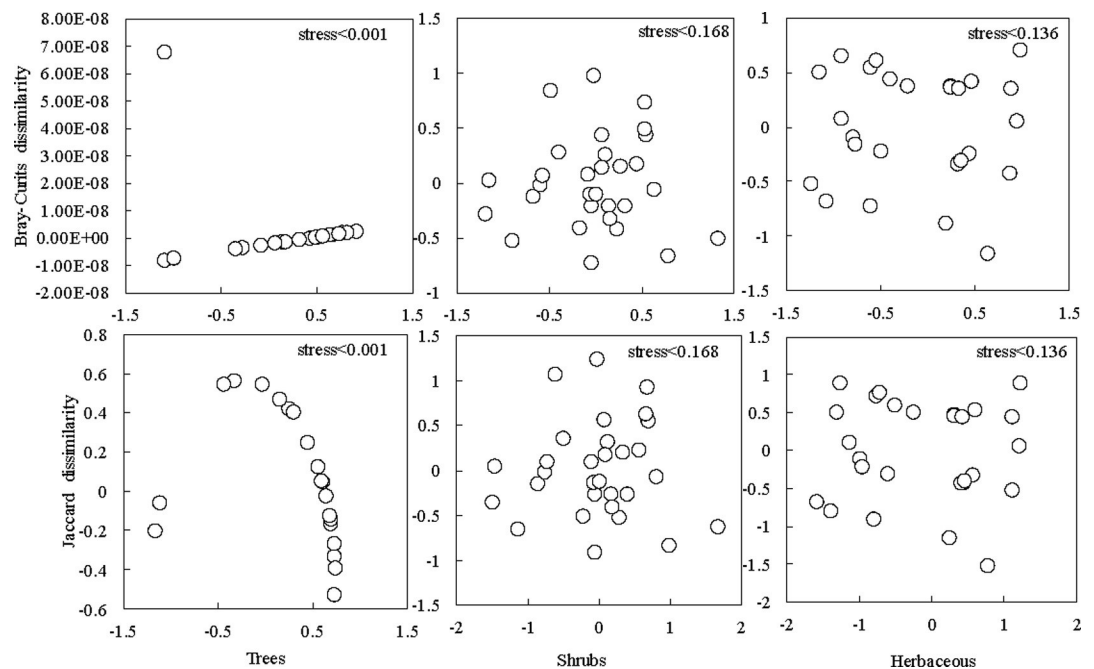 stress<0.001
stress<0.168
stress<0.136
Bray-Curits dissimilarity
8.00E-08
7.00E-08
6.00E-08
5.00E-08
4.00E-08
3.00E-08
2.00E-08
1.00E-08
0.00E+00
-1.00E-08
-2.00E-08
-1.5 -0.5 0.5 1.5
1.5
1
0.5
0
-0.5
-1
-1.5 -0.5 0.5 1.5
1
0.5
0
-0.5
-1
-1.5
-1.5 -0.5 0.5 1.5
stress<0.001
stress<0.168
stress<0.136
Jaccard dissimilarity
0.8
0.6
0.4
0.2
0
-0.2
-0.4
-0.6
-1.5 -0.5 0.5 1.5
Trees
1.5
1
0.5
0
-0.5
-1
-1.5
-2 -1 0 1 2
Shrubs
1.5
1
0.5
0
-0.5
-1
-1.5
-2
-2 -1 0 1 2
Herbaceous